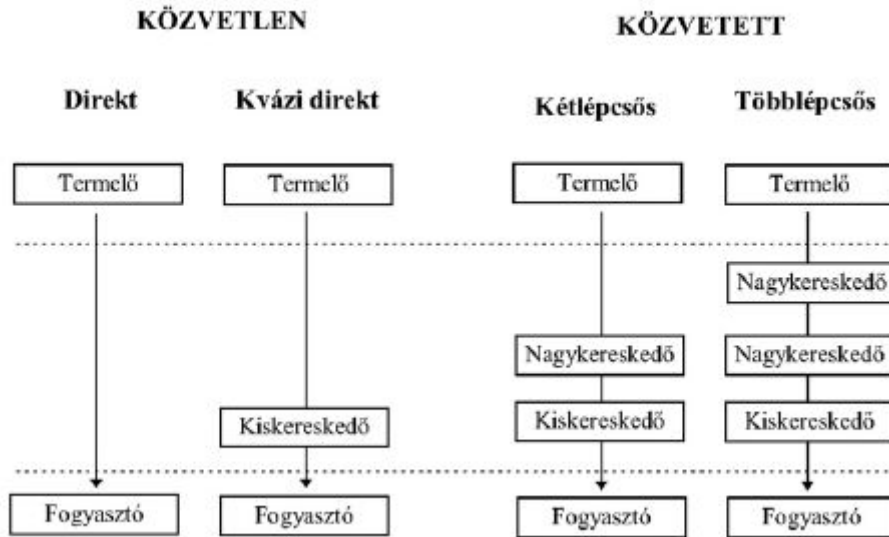 KÖZVETLEN KÖZVETETT
Direkt Kvázi direkt Kétlépcsős Többlépcsős
Termelő Termelő Termelő Termelő
Nagykereskedő
Nagykereskedő Nagykereskedő
Kiskereskedő Kiskereskedő Kiskereskedő
Fogyasztó Fogyasztó Fogyasztó Fogyasztó